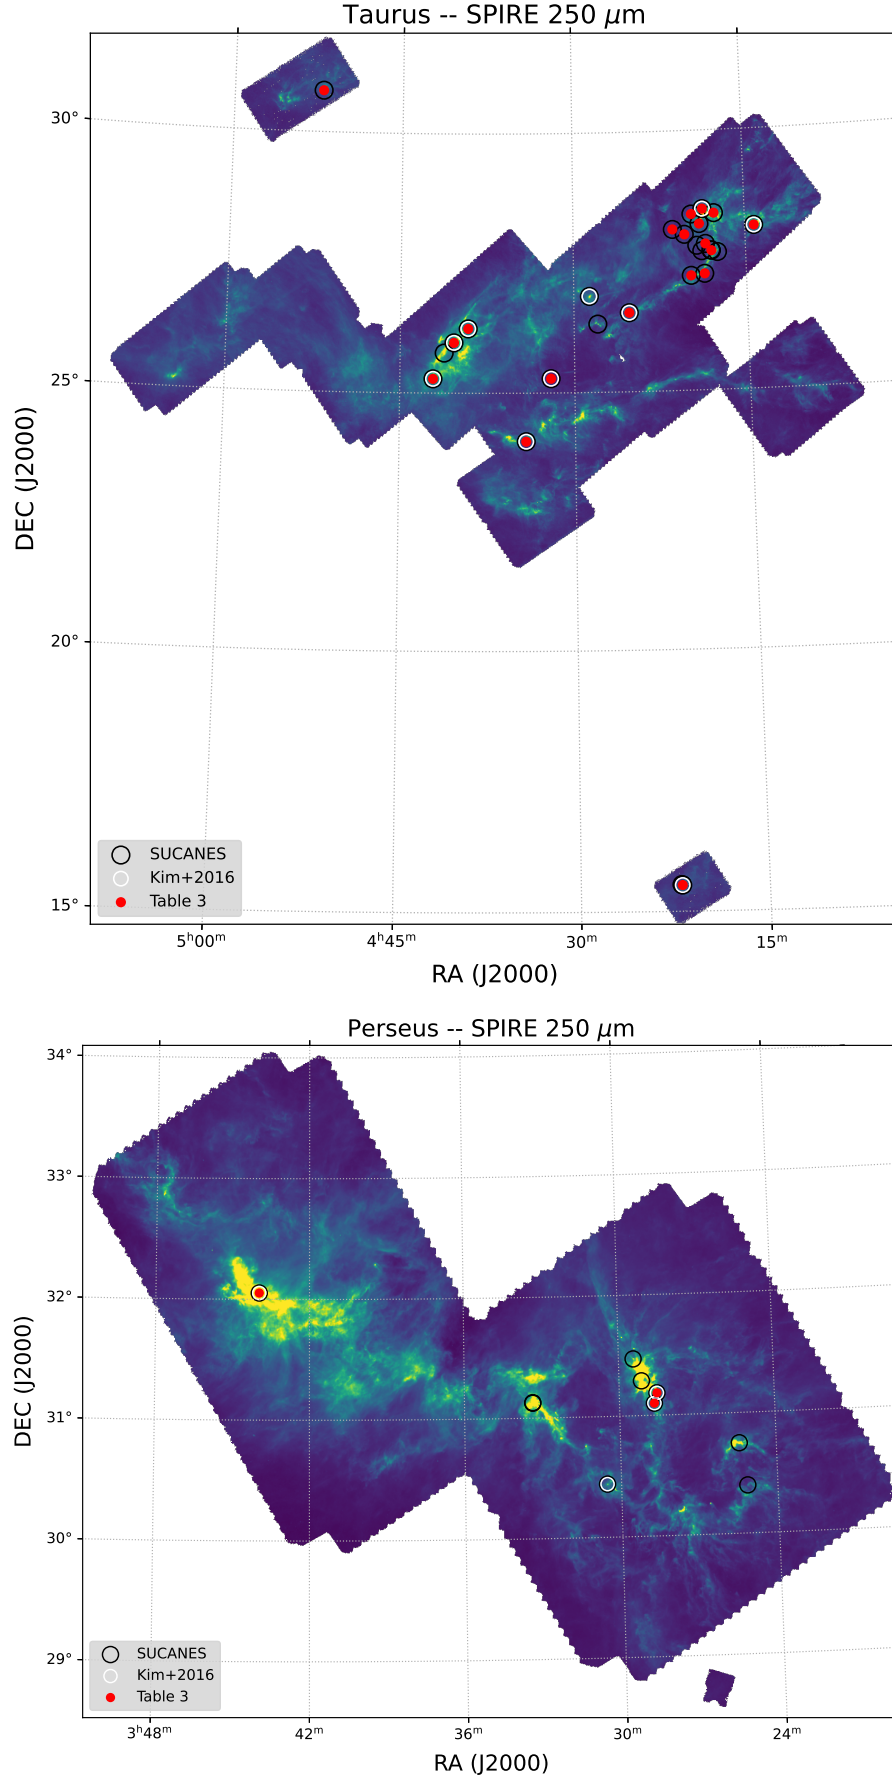 Taurus -- SPIRE 250 μm
30°
25°
20°
15°
DEC (J2000)
SUCANES
Kim+2016
Table 3
5ʰ00ᵐ 4ʰ45ᵐ 30ᵐ 15ᵐ
RA (J2000)
Perseus -- SPIRE 250 μm
34°
33°
32°
31°
30°
29°
DEC (J2000)
SUCANES
Kim+2016
Table 3
3ʰ48ᵐ 42ᵐ 36ᵐ 30ᵐ 24ᵐ
RA (J2000)